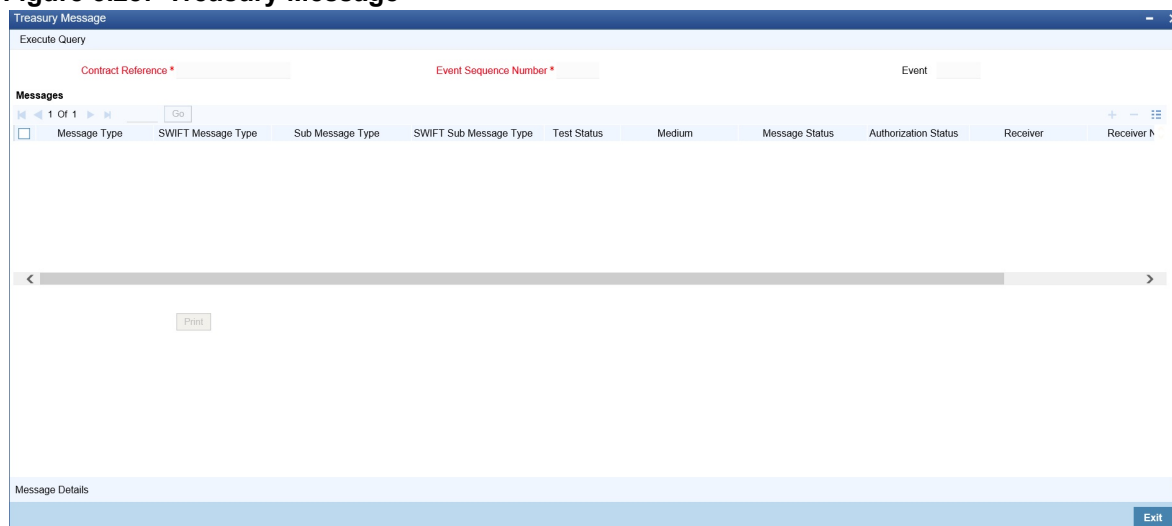 Treasury Message
Execute Query
Contract Reference * Event Sequence Number * Event
Messages
1 Of 1 Go
Message Type SWIFT Message Type Sub Message Type SWIFT Sub Message Type Test Status Medium Message Status Authorization Status Receiver Receiver N
Print
Message Details
Exit